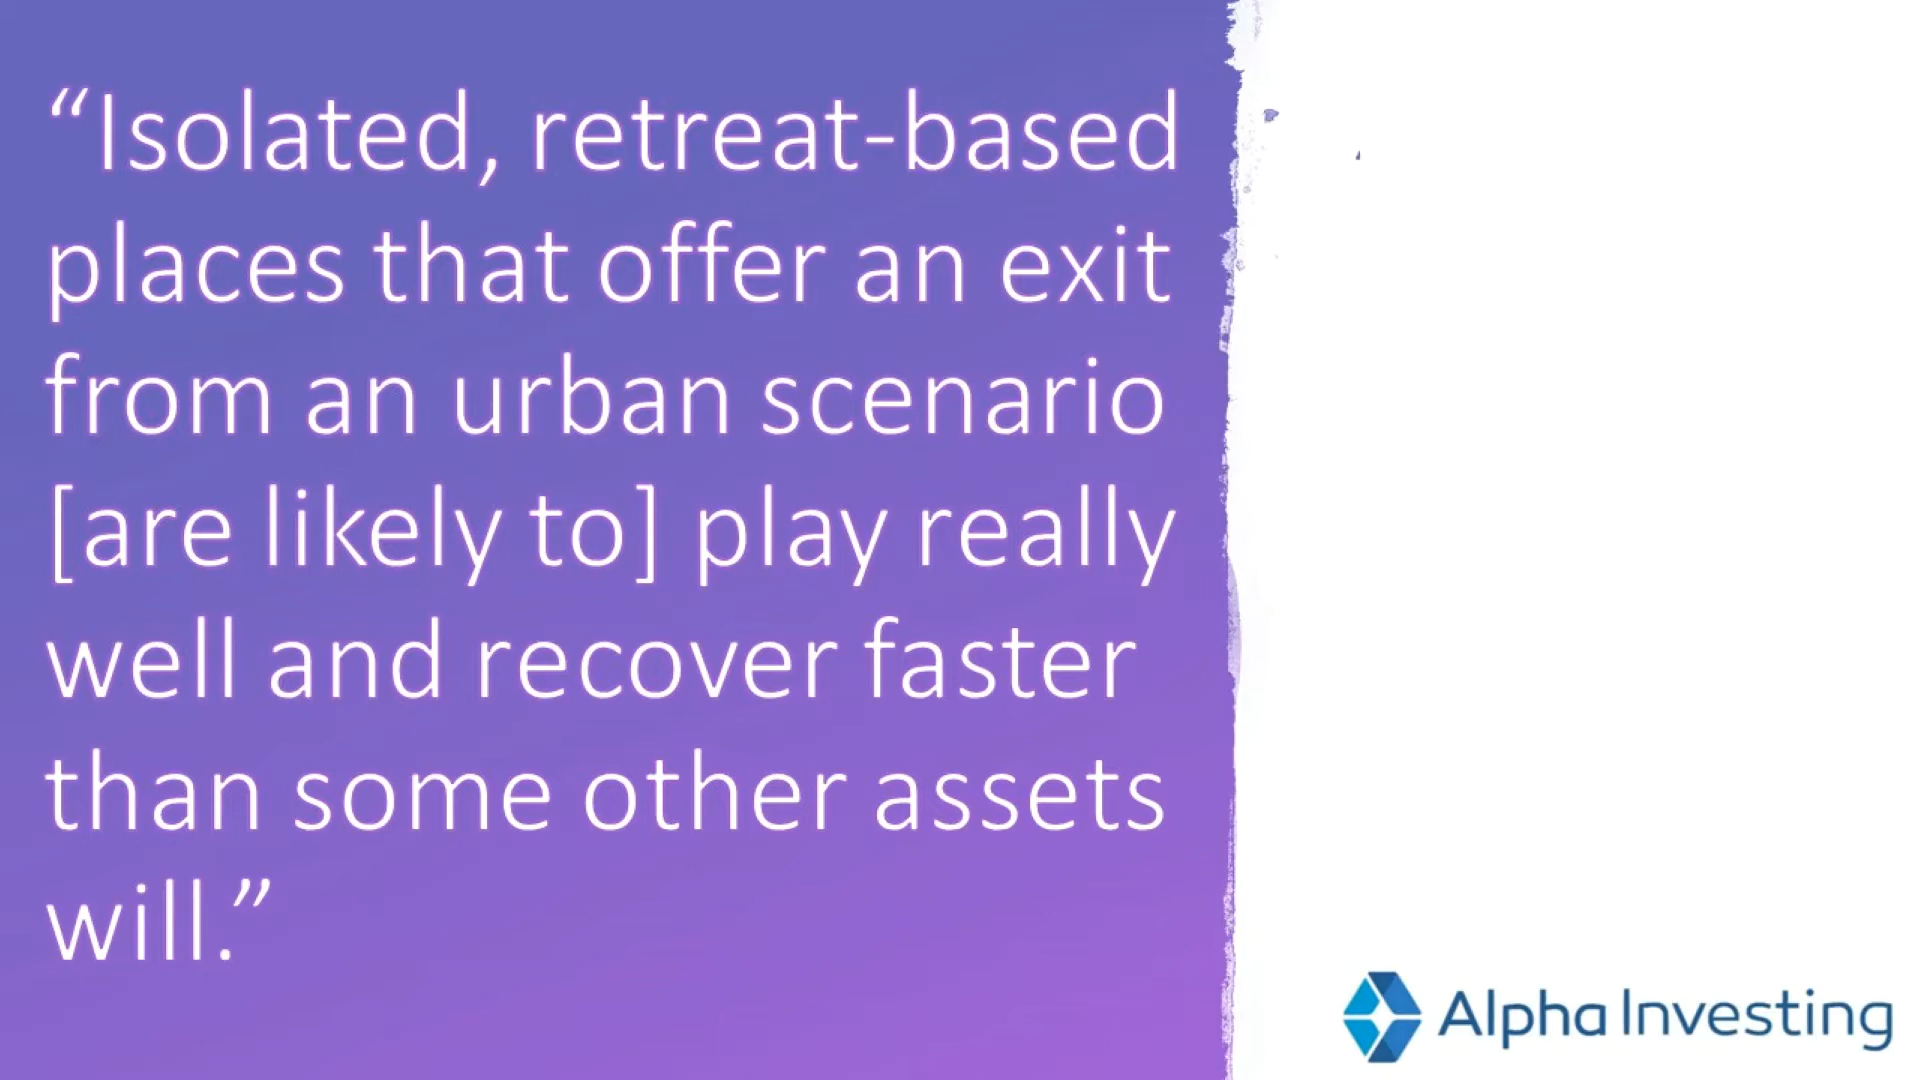 “Isolated, retreat-based
places that offer an exit
from an urban scenario
[are likely to] play really
well and recover faster
than some other assets
will.”
Alpha Investing